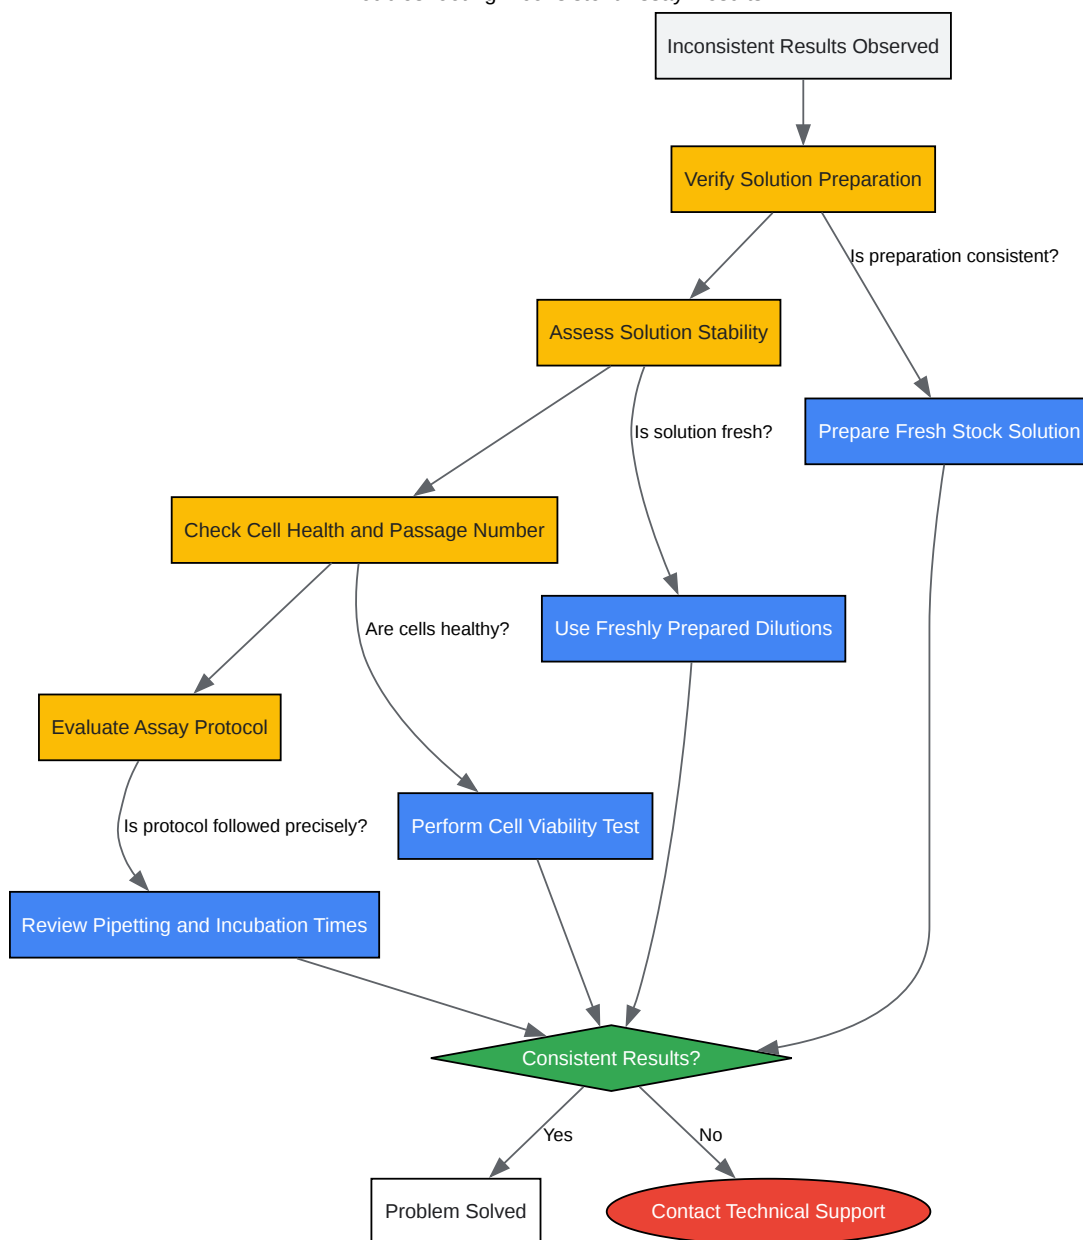 Inconsistent Results Observed
Verify Solution Preparation
Is preparation consistent?
Assess Solution Stability
Is solution fresh?
Prepare Fresh Stock Solution
Check Cell Health and Passage Number
Are cells healthy?
Use Freshly Prepared Dilutions
Evaluate Assay Protocol
Is protocol followed precisely?
Perform Cell Viability Test
Review Pipetting and Incubation Times
Consistent Results?
Yes
No
Problem Solved
Contact Technical Support